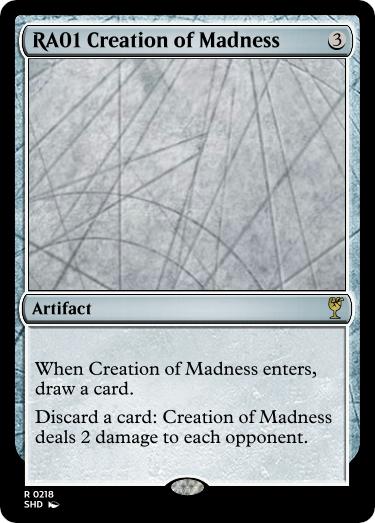 RA01 Creation of Madness 3
Artifact
When Creation of Madness enters,
draw a card.
Discard a card: Creation of Madness
deals 2 damage to each opponent.
R 0218
SHD